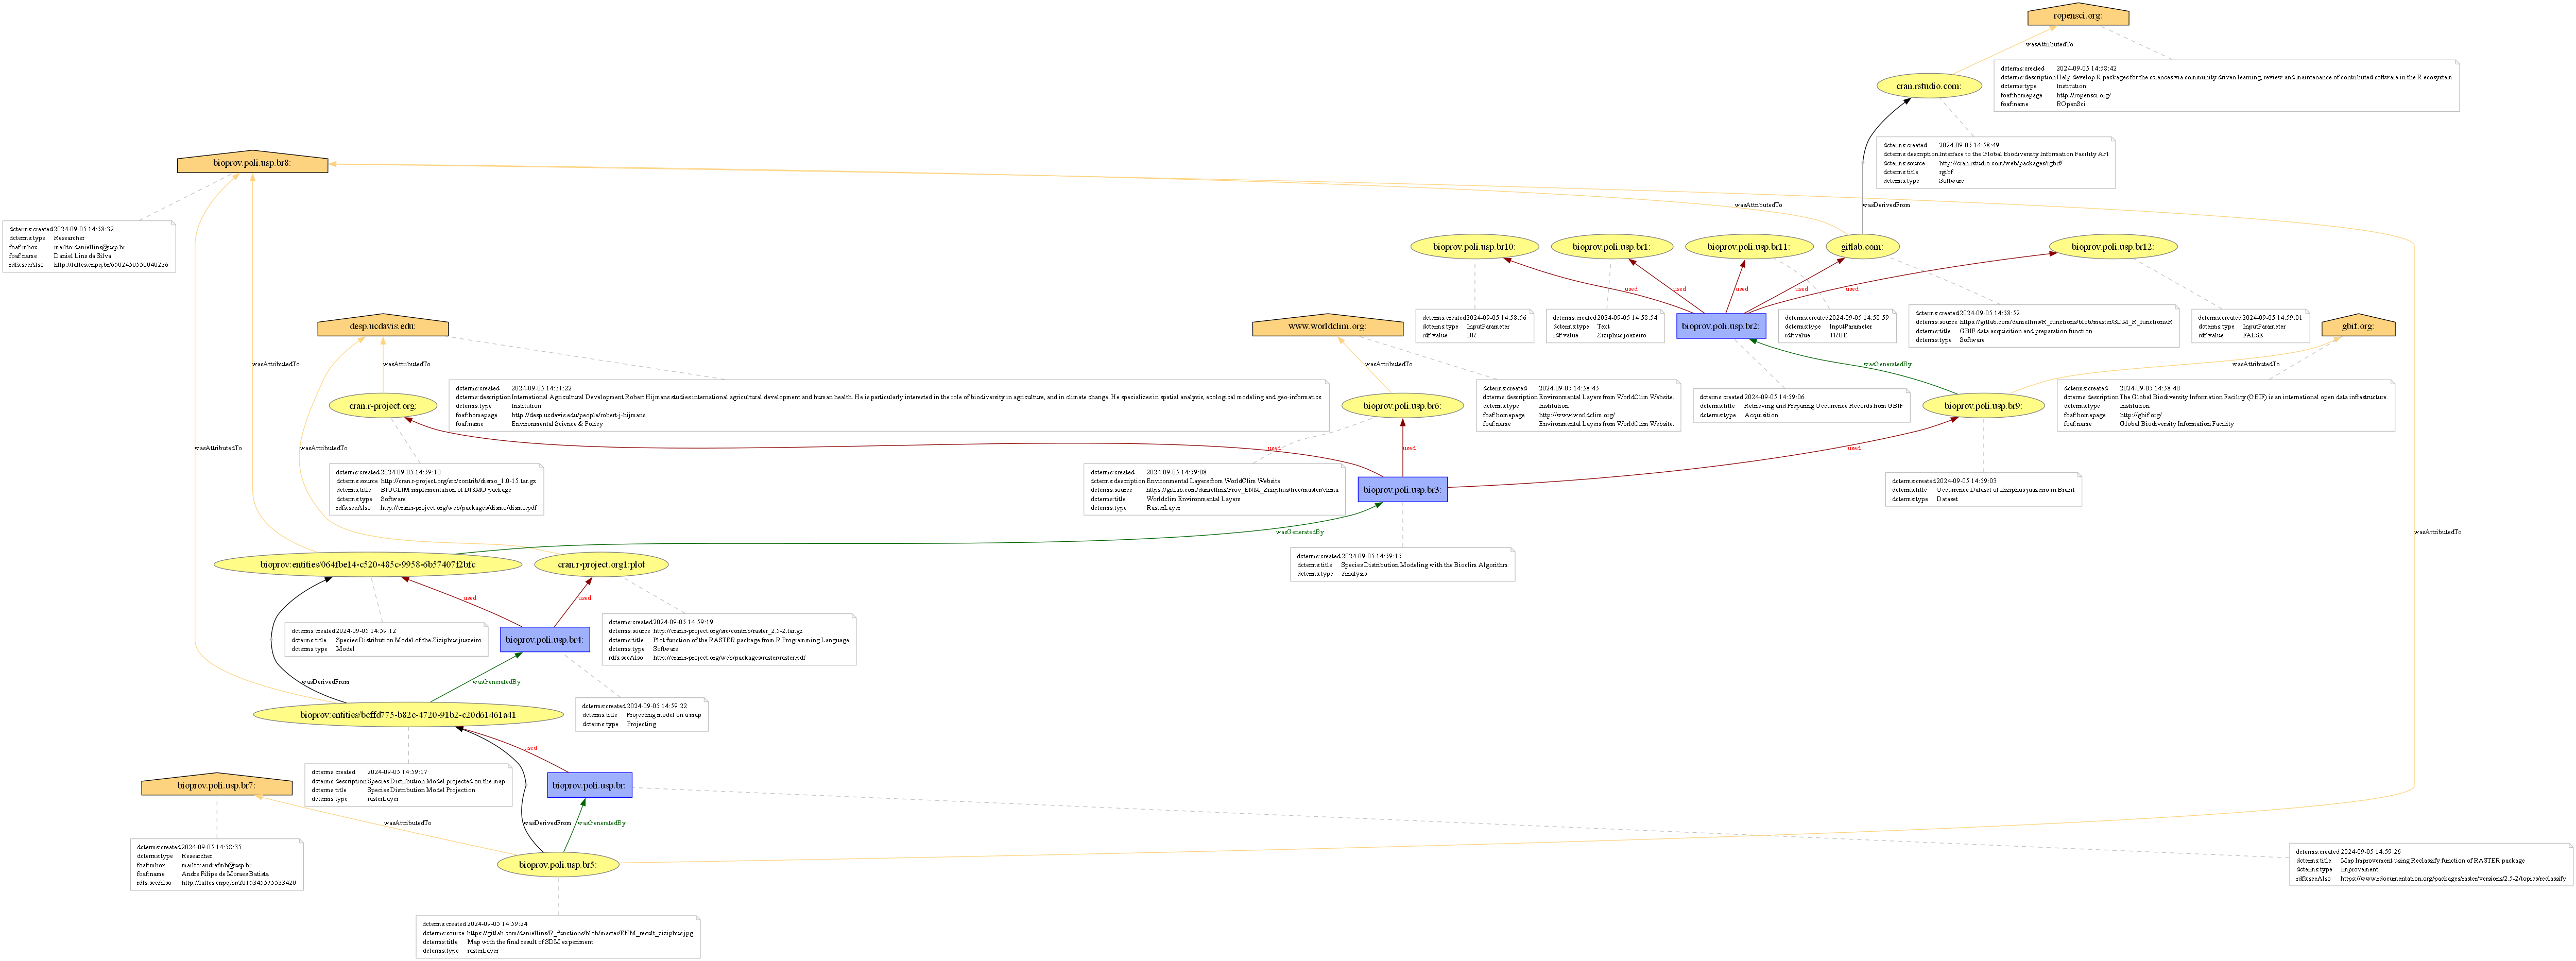 ropensci.org:
wasAttributedTo
dcterms:created 2024-09-05 14:58:42
dcterms:description Help develop R packages for the sciences via community driven learning, review and maintenance of contributed software in the R ecosystem
dcterms:type Institution
foaf:homepage http://ropensci.org/
foaf:name ROpenSci
cran.rstudio.com:
dcterms:created 2024-09-05 14:58:49
dcterms:description Interface to the Global Biodiversity Information Facility API
dcterms:source http://cran.rstudio.com/web/packages/rgbif/
dcterms:title rgibf
dcterms:type Software
bioprov.poli.usp.br8:
dcterms:created 2024-09-05 14:58:32
dcterms:type Researcher
foaf:mbox mailto:daniellins@usp.br
foaf:name Daniel Lins da Silva
rdfs:seeAlso
wasAttributedTo
wasDerivedFrom
bioprov.poli.usp.br10:
bioprov.poli.usp.br1:
bioprov.poli.usp.br11:
gitlab.com:
bioprov.poli.usp.br12:
used
used
used
used
used
dcterms:created 2024-09-05 14:58:56
dcterms:type InputParameter
rdf:value BR
dcterms:created 2024-09-05 14:58:54
dcterms:type Text
rdf:value Ziziphus joazeiro
bioprov.poli.usp.br2:
dcterms:created 2024-09-05 14:58:59
dcterms:type InputParameter
rdf:value TRUE
dcterms:created 2024-09-05 14:58:52
dcterms:source https://gitlab.com/daniellins/R_functions/blob/master/SDM_R_functions.R
dcterms:title GBIF data acquisition and preparation function
dcterms:type Software
dcterms:created 2024-09-05 14:59:01
dcterms:type InputParameter
rdf:value FALSE
gbif.org:
desp.ucdavis.edu:
www.worldclim.org:
wasAttributedTo
wasAttributedTo
wasAttributedTo
wasGeneratedBy
wasAttributedTo
cran.r-project.org:
dcterms:created 2024-09-05 14:31:22
dcterms:description International Agricultural Development Robert Hijmans studies international agricultural development and human health. He is particularly interested in the role of biodiversity in agriculture, and in climate change. He specializes in spatial analysis, ecological modeling and geo-informatics
dcterms:type Institution
foaf:homepage http://desp.ucdavis.edu/people/robert-j-hijmans
foaf:name Environmental Science & Policy
bioprov.poli.usp.br6:
dcterms:created 2024-09-05 14:58:45
dcterms:description Environmental Layers from WorldClim Website.
dcterms:type Institution
foaf:homepage http://www.worldclim.org/
foaf:name Environmental Layers from WorldClim Website.
dcterms:created 2024-09-05 14:59:06
dcterms:title Retrieving and Preparing Occurrence Records from GBIF
dcterms:type Acquisition
bioprov.poli.usp.br9:
dcterms:created 2024-09-05 14:58:40
dcterms:description The Global Biodiversity Information Facility (GBIF) is an international open data infrastructure.
dcterms:type Institution
foaf:homepage http://gbif.org/
foaf:name Global Biodiversity Information Facility
wasAttributedTo
wasAttributedTo
used
used
used
dcterms:created 2024-09-05 14:59:10
dcterms:source http://cran.r-project.org/src/contrib/dismo_1.0-15.tar.gz
dcterms:title BIOCLIM implementation of DISMO package
dcterms:type Software
rdfs:seeAlso http://cran.r-project.org/web/packages/dismo/dismo.pdf
dcterms:created 2024-09-05 14:59:08
dcterms:description Environmental Layers from WorldClim Website.
dcterms:source https://gitlab.com/daniellins/Prov_ENM_Ziziphus/tree/master/clima
dcterms:title Worldclim Environmental Layers
dcterms:type RasterLayer
bioprov.poli.usp.br3:
dcterms:created 2024-09-05 14:59:03
dcterms:title Occurrence Dataset of Ziziphus juazeiro in Brazil
dcterms:type Dataset
wasGeneratedBy
wasAttributedTo
bioprov:entities/064fbe14-c520-485c-9958-6b57407f2bfc
cran.r-project.org1:plot
dcterms:created 2024-09-05 14:59:15
dcterms:title Species Distribution Modeling with the Bioclim Algorithm
dcterms:type Analysis
used
used
dcterms:created 2024-09-05 14:59:12
dcterms:title Species Distribution Model of the Ziziphus juazeiro
dcterms:type Model
bioprov.poli.usp.br4:
dcterms:created 2024-09-05 14:59:19
dcterms:source http://cran.r-project.org/src/contrib/raster_2.5-2.tar.gz
dcterms:title Plot function of the RASTER package from R Programming Language
dcterms:type Software
rdfs:seeAlso http://cran.r-project.org/web/packages/raster/raster.pdf
wasDerivedFrom
wasGeneratedBy
bioprov:entities/bcffd775-b82c-4720-91b2-c20d61461a41
dcterms:created 2024-09-05 14:59:22
dcterms:title Projecting model on a map
dcterms:type Projecting
used
dcterms:created 2024-09-05 14:59:17
dcterms:description Species Distribution Model projected on the map
dcterms:title Species Distribution Model Projection
dcterms:type rasterLayer
bioprov.poli.usp.br7:
bioprov.poli.usp.br:
wasAttributedTo
wasDerivedFrom
wasGeneratedBy
dcterms:created 2024-09-05 14:58:35
dcterms:type Researcher
foaf:mbox mailto:andrefmb@usp.br
foaf:name Andre Filipe de Moraes Batista
rdfs:seeAlso
bioprov.poli.usp.br5:
dcterms:created 2024-09-05 14:59:26
dcterms:title Map Improvement using Reclassify function of RASTER package
dcterms:type Improvement
rdfs:seeAlso https://www.rdocumentation.org/packages/raster/versions/2.5-2/topics/reclassify
dcterms:created 2024-09-05 14:59:24
dcterms:source https://gitlab.com/daniellins/R_functions/blob/master/ENM_result_ziziphus.jpg
dcterms:title Map with the final result of SDM experiment
dcterms:type rasterLayer